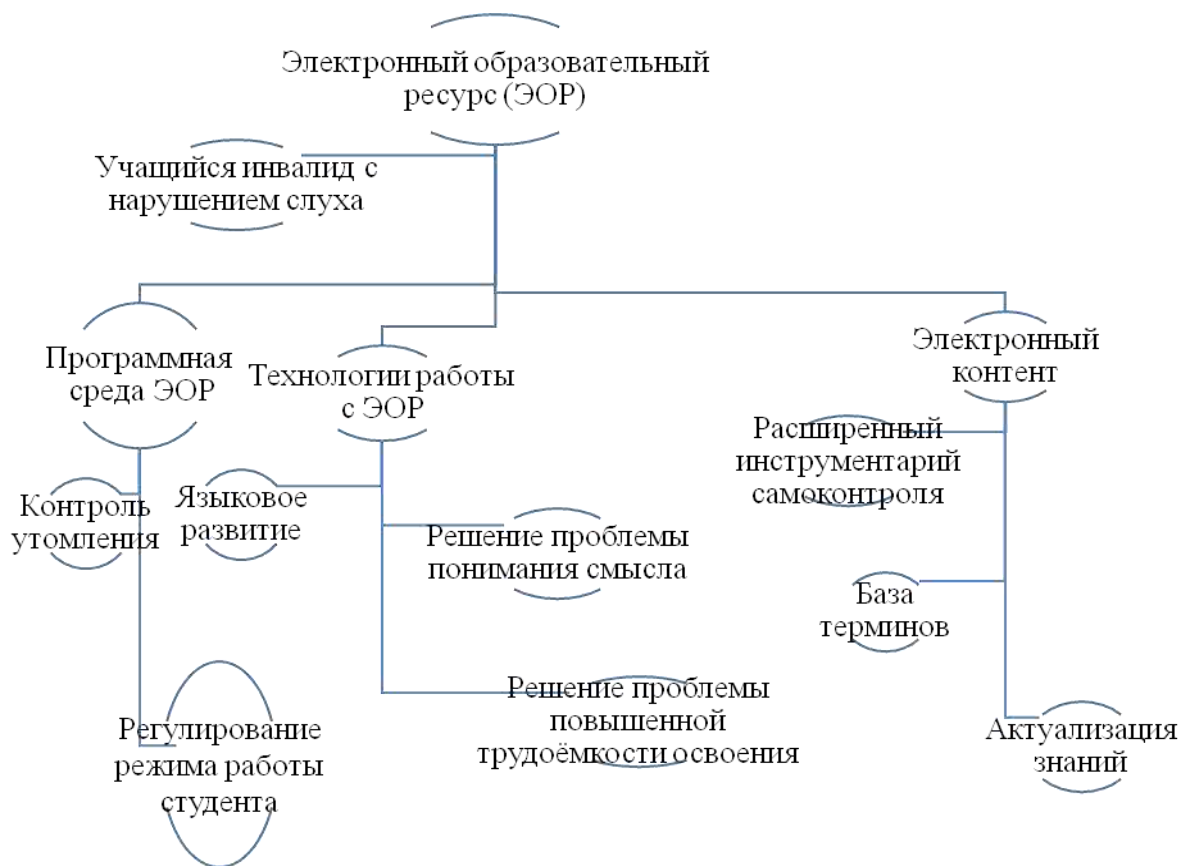 Электронный образовательный
ресурс (ЭОР)
Учащийся инвалид с
нарушением слуха
Программная
среда ЭОР
Технологии работы
с ЭОР
Электронный
контент
Контроль
утомления
Языковое
развитие
Решение проблемы
понимания смысла
Расширенный
инструментарий
самоконтроля
База
терминов
Регулирование
режима работы
студента
Решение проблемы
повышенной
трудоёмкости освоения
Актуализация
знаний